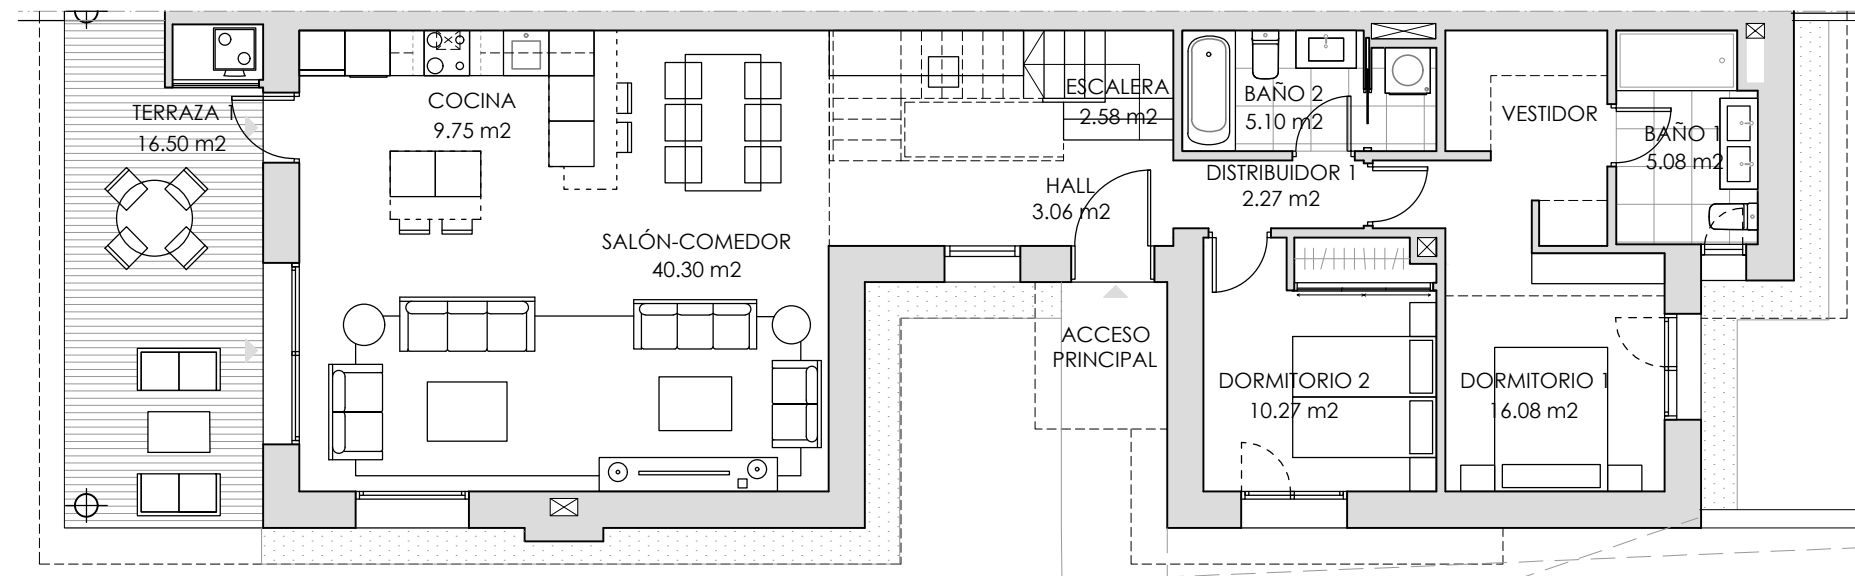 TERRAZA 1
16.50 m2
COCINA
9.75 m2
SALÓN-COMEDOR
40.30 m2
ESCALERA
2.58 m2
HALL
3.06 m2
ACCESO
PRINCIPAL
BAÑO 2
5.10 m2
DISTRIBUIDOR 1
2.27 m2
VESTIDOR
BAÑO 1
5.08 m2
DORMITORIO 2
10.27 m2
DORMITORIO 1
16.08 m2